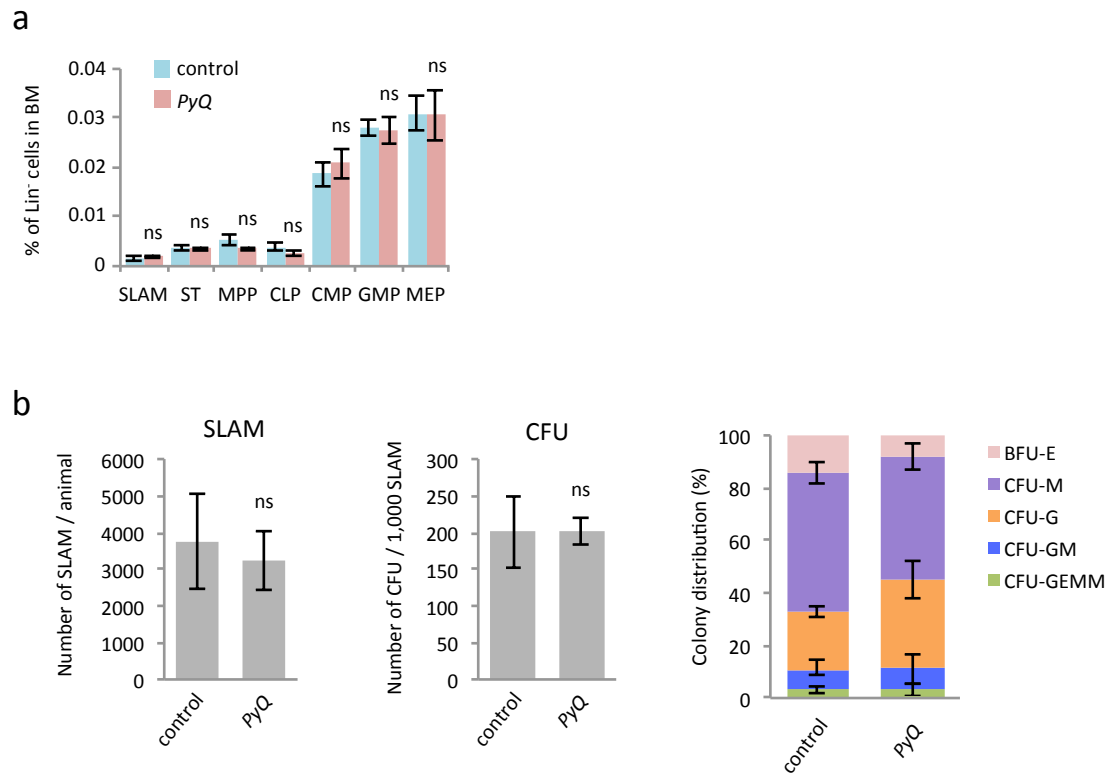 a
% of Lin⁻ cells in BM
0.04
0.03
0.02
0.01
0
control
PyQ
ns
ns
ns
ns
ns
ns
ns
SLAM ST MPP CLP CMP GMP MEP
b
SLAM
Number of SLAM / animal
6000
5000
4000
3000
2000
1000
0
ns
control
PyQ
CFU
Number of CFU / 1,000 SLAM
300
250
200
150
100
50
0
ns
control
PyQ
Colony distribution (%)
100
80
60
40
20
0
control
PyQ
BFU-E
CFU-M
CFU-G
CFU-GM
CFU-GEMM